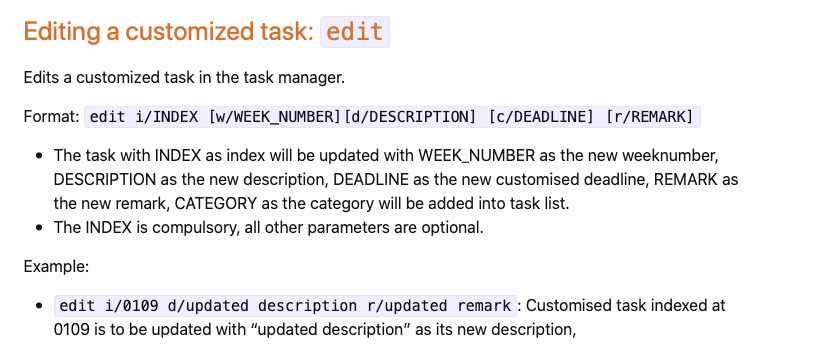 Editing a customized task: edit
Edits a customized task in the task manager.
Format: edit i/INDEX [w/WEEK_NUMBER][d/DESCRIPTION] [c/DEADLINE] [r/REMARK]
• The task with INDEX as index will be updated with WEEK_NUMBER as the new weeknumber,
DESCRIPTION as the new description, DEADLINE as the new customised deadline, REMARK as
the new remark, CATEGORY as the category will be added into task list.
• The INDEX is compulsory, all other parameters are optional.
Example:
• edit i/0109 d/updated description r/updated remark: Customised task indexed at
0109 is to be updated with “updated description” as its new description,